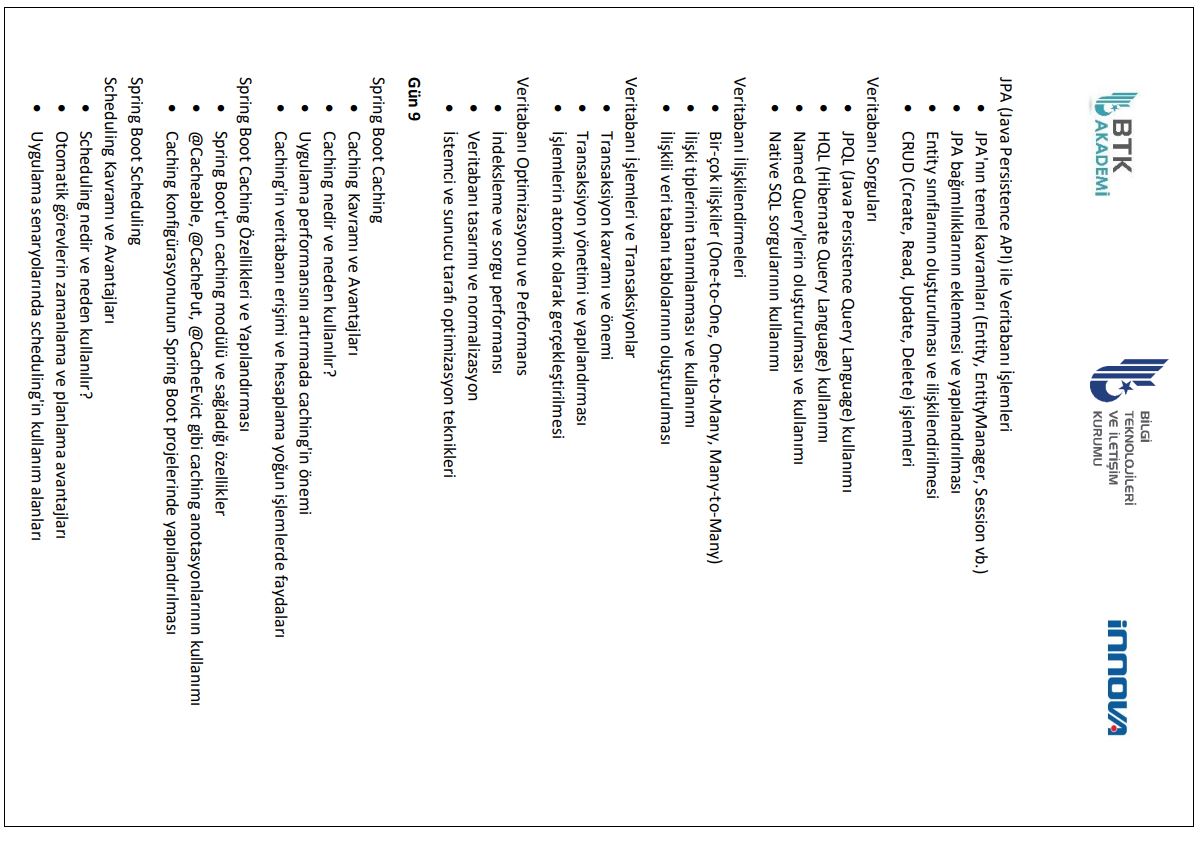 BTK
AKADEMİ
BİLGİ
TEKNOLOJİLERİ
VE İLETİŞİM
KURUMU
innova
JPA (Java Persistence API) ile Veritabanı İşlemleri
• JPA'nın temel kavramları (Entity, EntityManager, Session vb.)
• JPA bağımlılıklarının eklenmesi ve yapılandırılması
• Entity sınıflarının oluşturulması ve ilişkilendirilmesi
• CRUD (Create, Read, Update, Delete) işlemleri
Veritabanı Sorguları
• JPQL (Java Persistence Query Language) kullanımı
• HQL (Hibernate Query Language) kullanımı
• Named Query'lerin oluşturulması ve kullanımı
• Native SQL sorgularının kullanımı
Veritabanı İlişkilendirmeleri
• Bir-çok ilişkiler (One-to-One, One-to-Many, Many-to-Many)
• İlişki tiplerinin tanımlanması ve kullanımı
• İlişkili veri tabanı tablolarının oluşturulması
Veritabanı İşlemleri ve Transaksiyonlar
• Transaksiyon kavramı ve önemi
• Transaksiyon yönetimi ve yapılandırması
• İşlemlerin atomik olarak gerçekleştirilmesi
Veritabanı Optimizasyonu ve Performans
• İndeksleme ve sorgu performansı
• Veritabanı tasarımı ve normalizasyon
• İstemci ve sunucu tarafı optimizasyon teknikleri
Gün 9
Spring Boot Caching
• Caching Kavramı ve Avantajları
• Caching nedir ve neden kullanılır?
• Uygulama performansını artırmada caching'in önemi
• Caching'in veritabanı erişimi ve hesaplama yoğun işlemlerde faydaları
Spring Boot Caching Özellikleri ve Yapılandırması
• Spring Boot'un caching modülü ve sağladığı özellikler
• @Cacheable, @CachePut, @CacheEvict gibi caching anotasyonlarının kullanımı
• Caching konfigürasyonunun Spring Boot projelerinde yapılandırılması
Spring Boot Scheduling
Scheduling Kavramı ve Avantajları
• Scheduling nedir ve neden kullanılır?
• Otomatik görevlerin zamanlama ve planlama avantajları
• Uygulama senaryolarında scheduling'in kullanım alanları